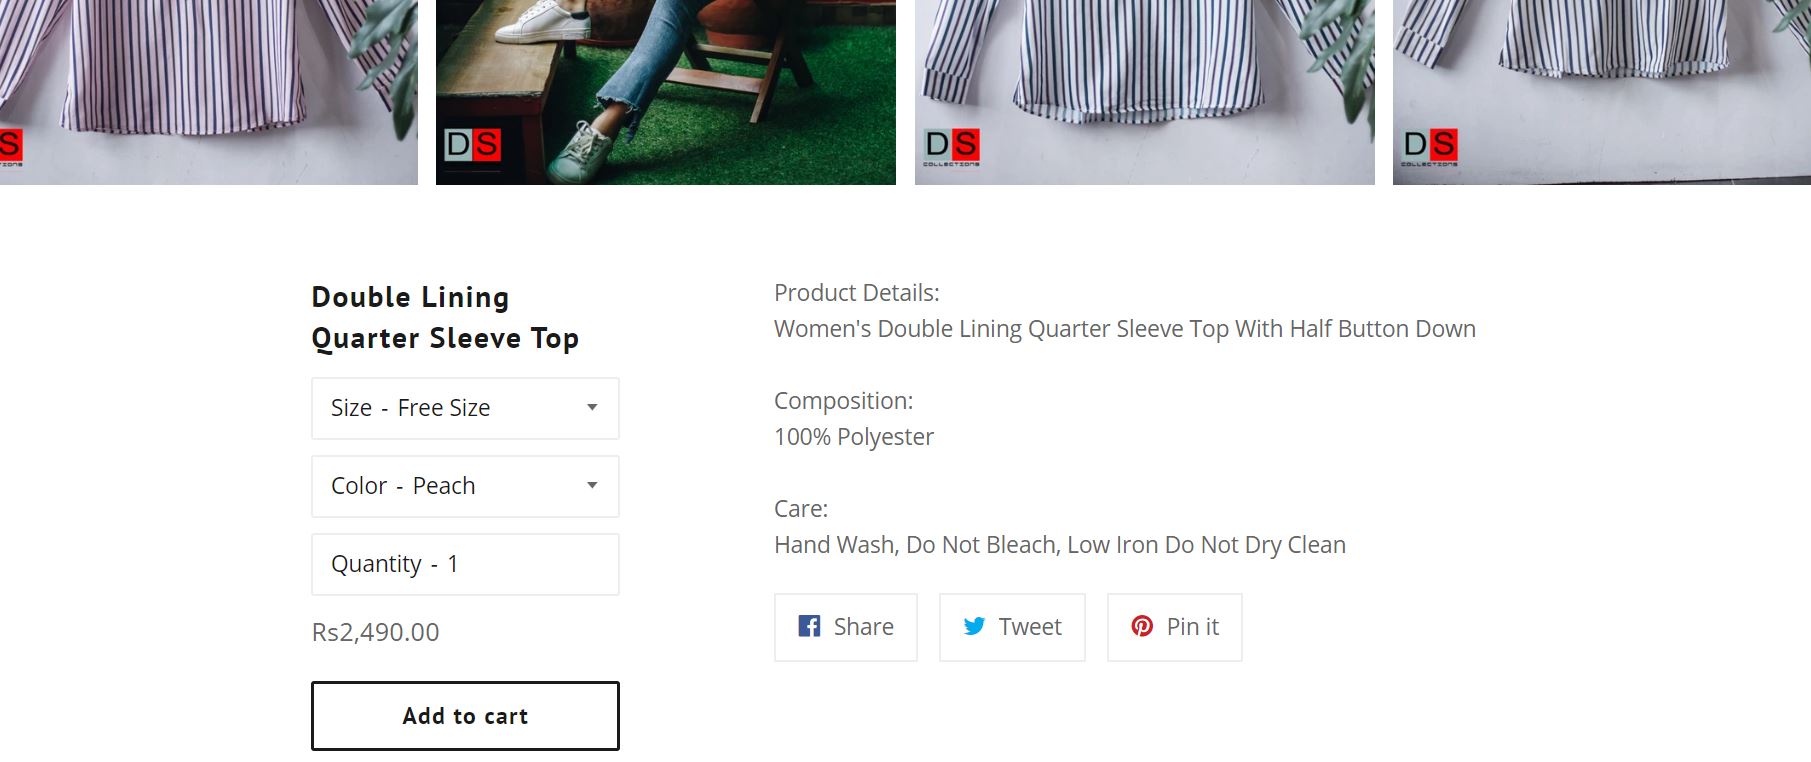 S
DS
DS
COLLECTIONS
DS
COLLECTIONS
Double Lining
Quarter Sleeve Top
Size - Free Size
Color - Peach
Quantity - 1
Rs2,490.00
Add to cart
Product Details:
Women's Double Lining Quarter Sleeve Top With Half Button Down
Composition:
100% Polyester
Care:
Hand Wash, Do Not Bleach, Low Iron Do Not Dry Clean
Share
Tweet
Pin it